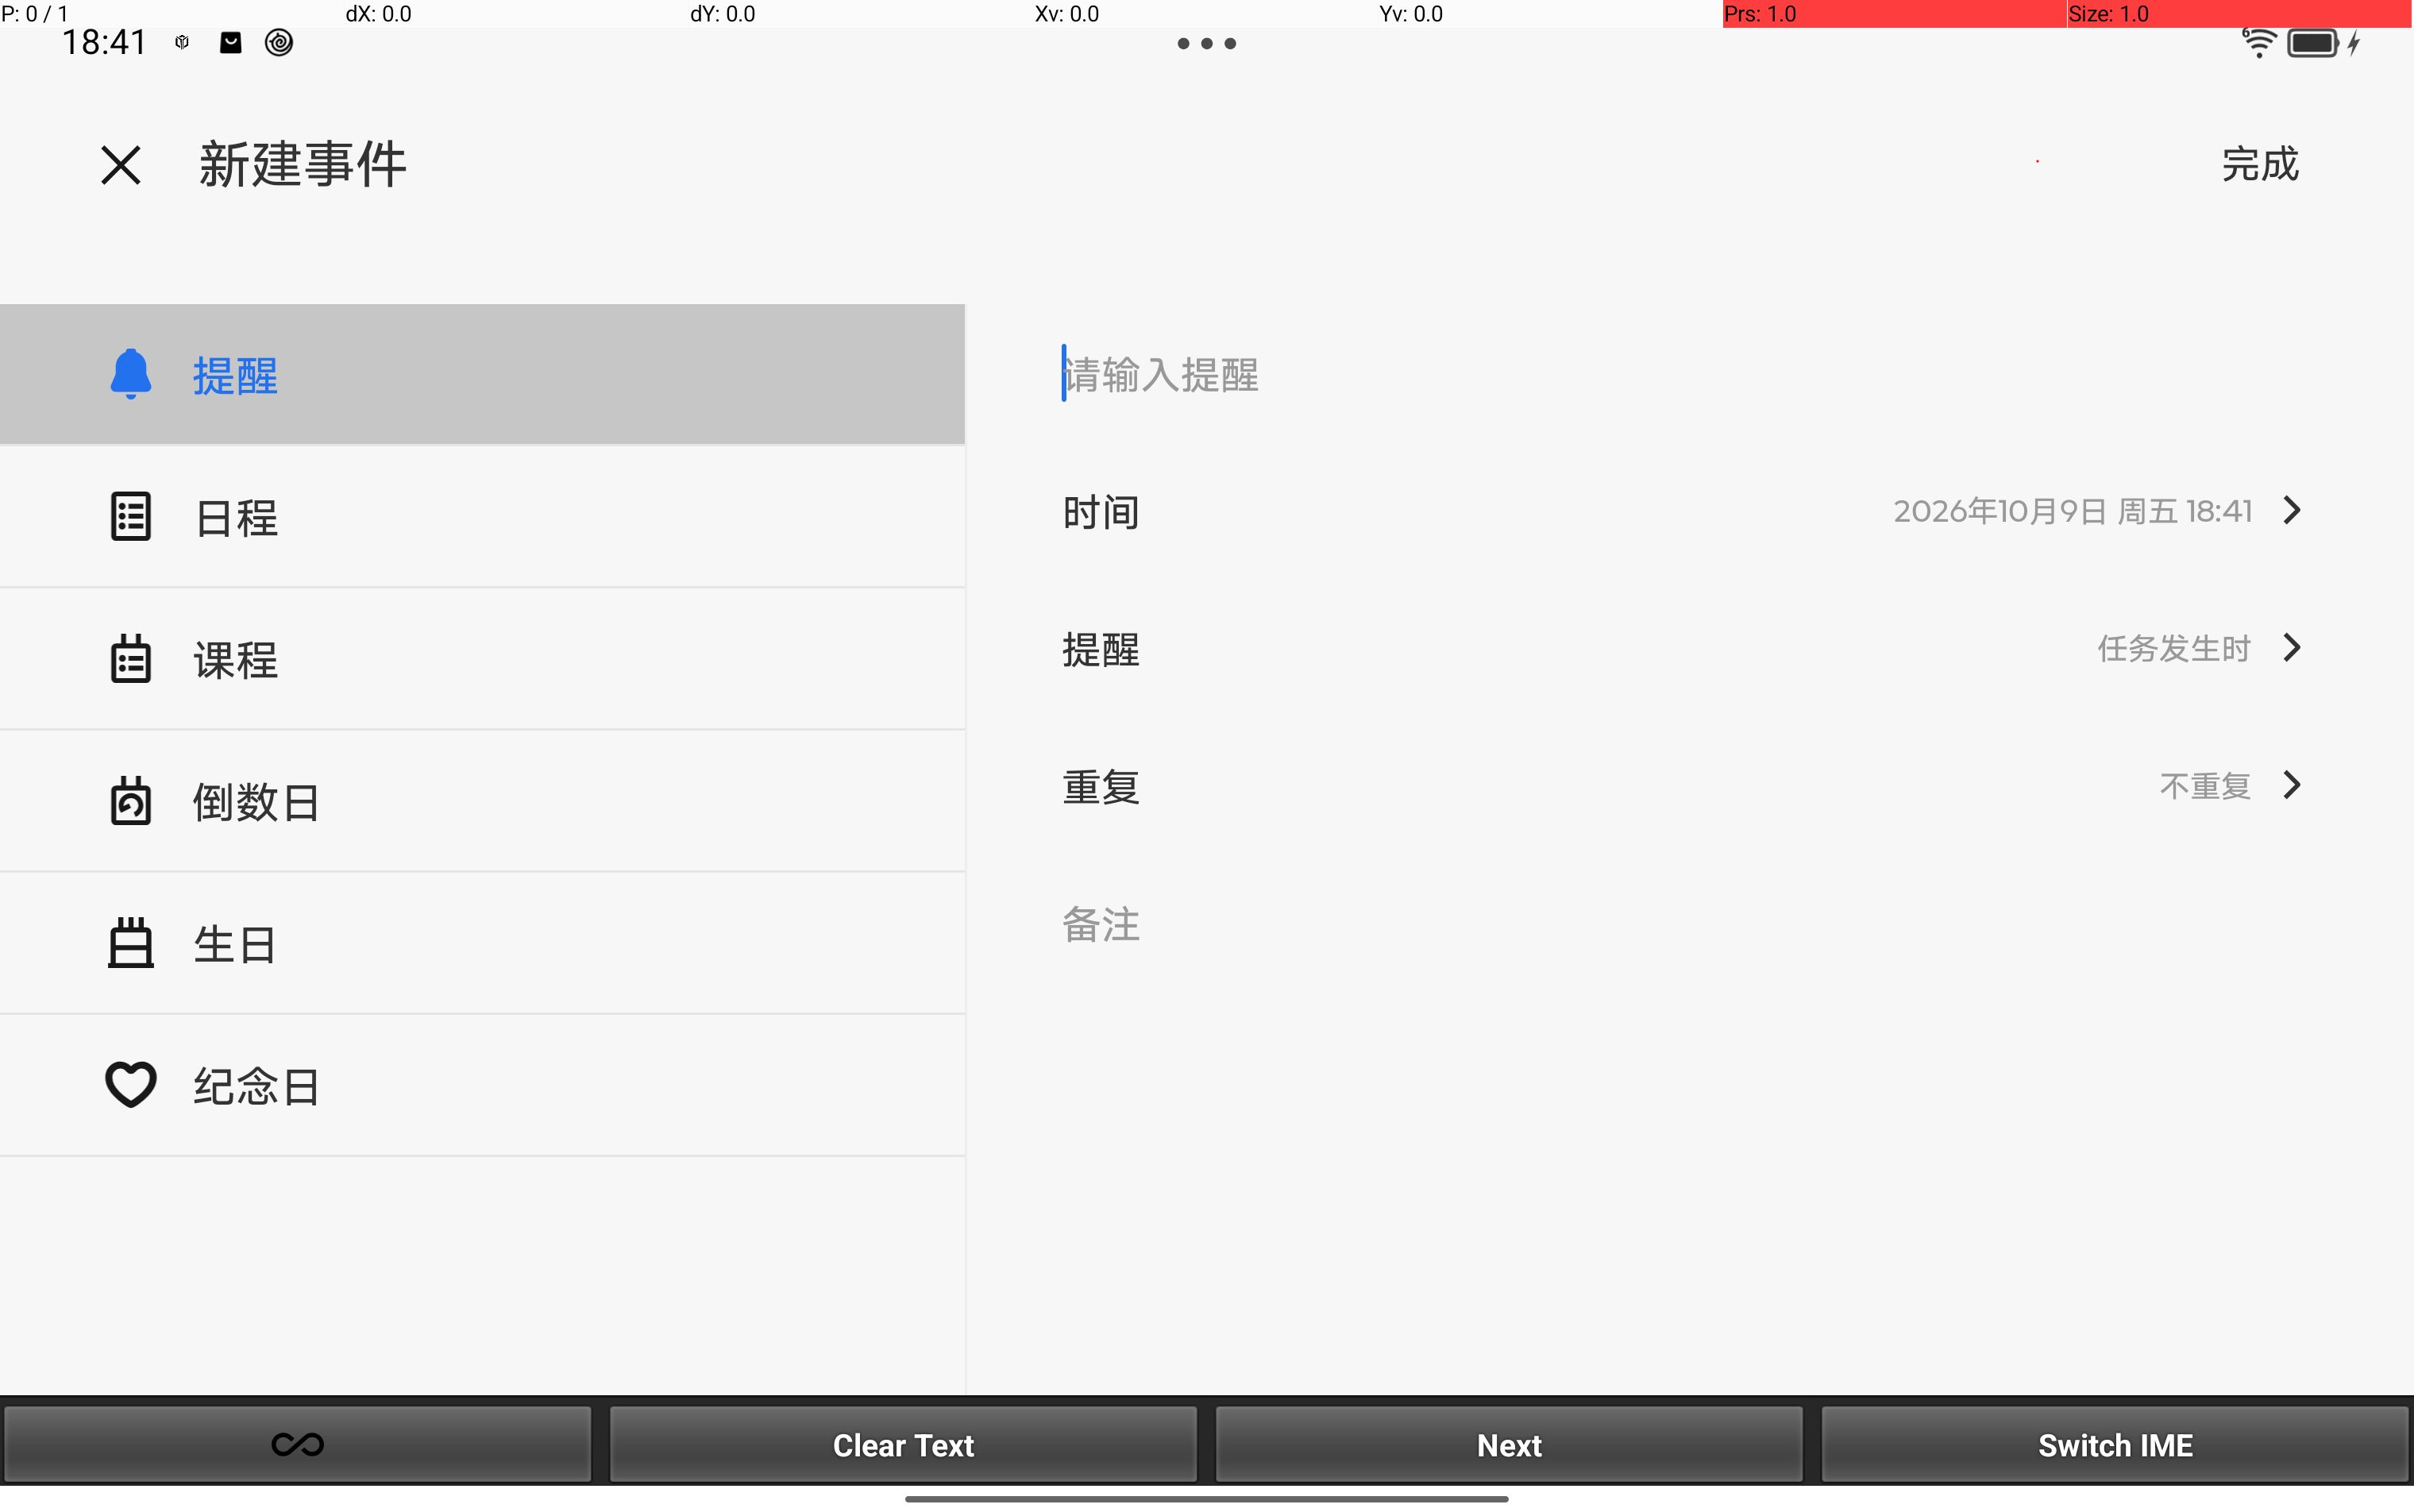 P: 0 / 1 dX: 0.0 dY: 0.0 Xv: 0.0 Yv: 0.0 Prs: 1.0 Size: 1.0
18:41
新建事件 完成
提醒
日程
课程
倒数日
生日
纪念日
请输入提醒
时间 2026年10月9日 周五 18:41
提醒 任务发生时
重复 不重复
备注
Clear Text Next Switch IME